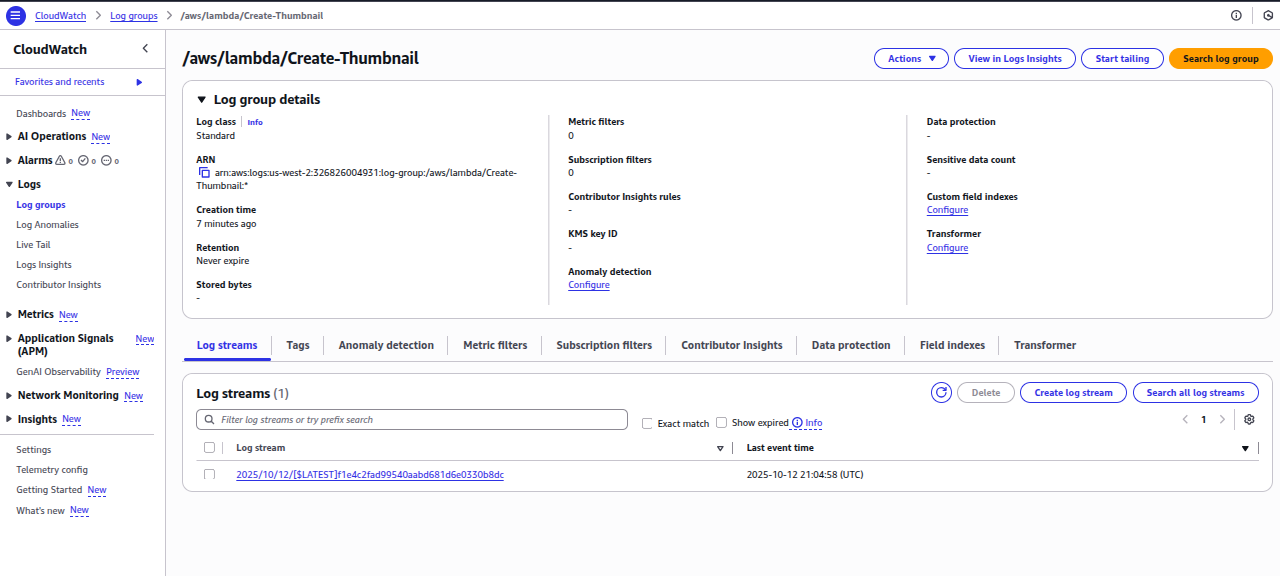 CloudWatch > Log groups > /aws/lambda/Create-Thumbnail
CloudWatch
Favorites and recents
Dashboards New
AI Operations New
Alarms 0 0 0
Logs
Log groups
Log Anomalies
Live Tail
Logs Insights
Contributor Insights
Metrics New
Application Signals New
(APM)
GenAI Observability Preview
Network Monitoring New
Insights New
Settings
Telemetry config
Getting Started New
What's new New
/aws/lambda/Create-Thumbnail
Actions
View in Logs Insights
Start tailing
Search log group
Log group details
Log class Info
Standard
ARN
arn:aws:logs:us-west-2:326826004931:log-group:/aws/lambda/Create-
Thumbnail:*
Creation time
7 minutes ago
Retention
Never expire
Stored bytes
-
Metric filters
0
Subscription filters
0
Contributor Insights rules
-
KMS key ID
-
Anomaly detection
Configure
Data protection
-
Sensitive data count
-
Custom field indexes
Configure
Transformer
Configure
Log streams Tags Anomaly detection Metric filters Subscription filters Contributor Insights Data protection Field indexes Transformer
Log streams (1)
Delete
Create log stream
Search all log streams
Filter log streams or try prefix search
Exact match
Show expired Info
1
Log stream Last event time
2025/10/12/[$LATEST]f1e4c2fad99540aabd681d6e0330b8dc 2025-10-12 21:04:58 (UTC)